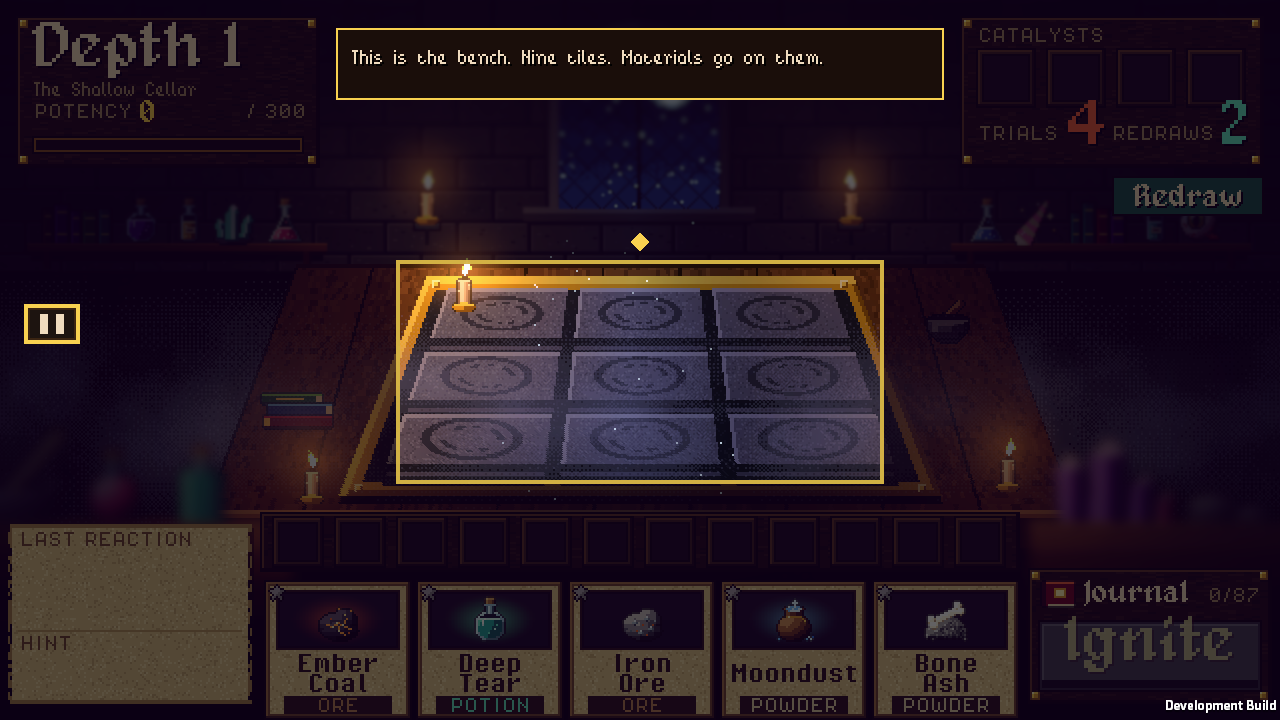 Depth 1
The Shallow Cellar
POTENCY 0 / 300
This is the bench. Nine tiles. Materials go on them.
CATALYSTS
TRIALS 4 REDRAWS 2
Redraw
LAST REACTION
HINT
Ember
Coal
ORE
Deep
Tear
POTION
Iron
Ore
ORE
Moondust
POWDER
Bone
Ash
POWDER
Journal 0/87
Ignite
Development Build